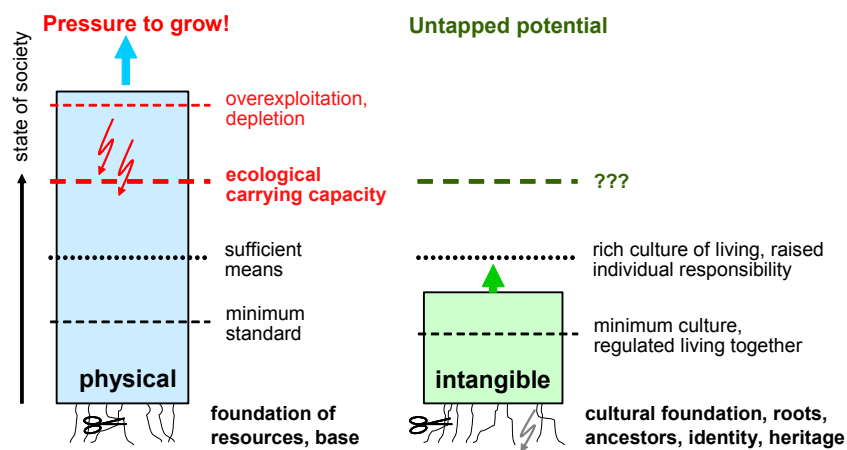 Pressure to grow!
Untapped potential
state of society
overexploitation,
depletion
ecological
carrying capacity
???
sufficient
means
rich culture of living, raised
individual responsibility
minimum
standard
minimum culture,
regulated living together
physical
intangible
foundation of
resources, base
cultural foundation, roots,
ancestors, identity, heritage